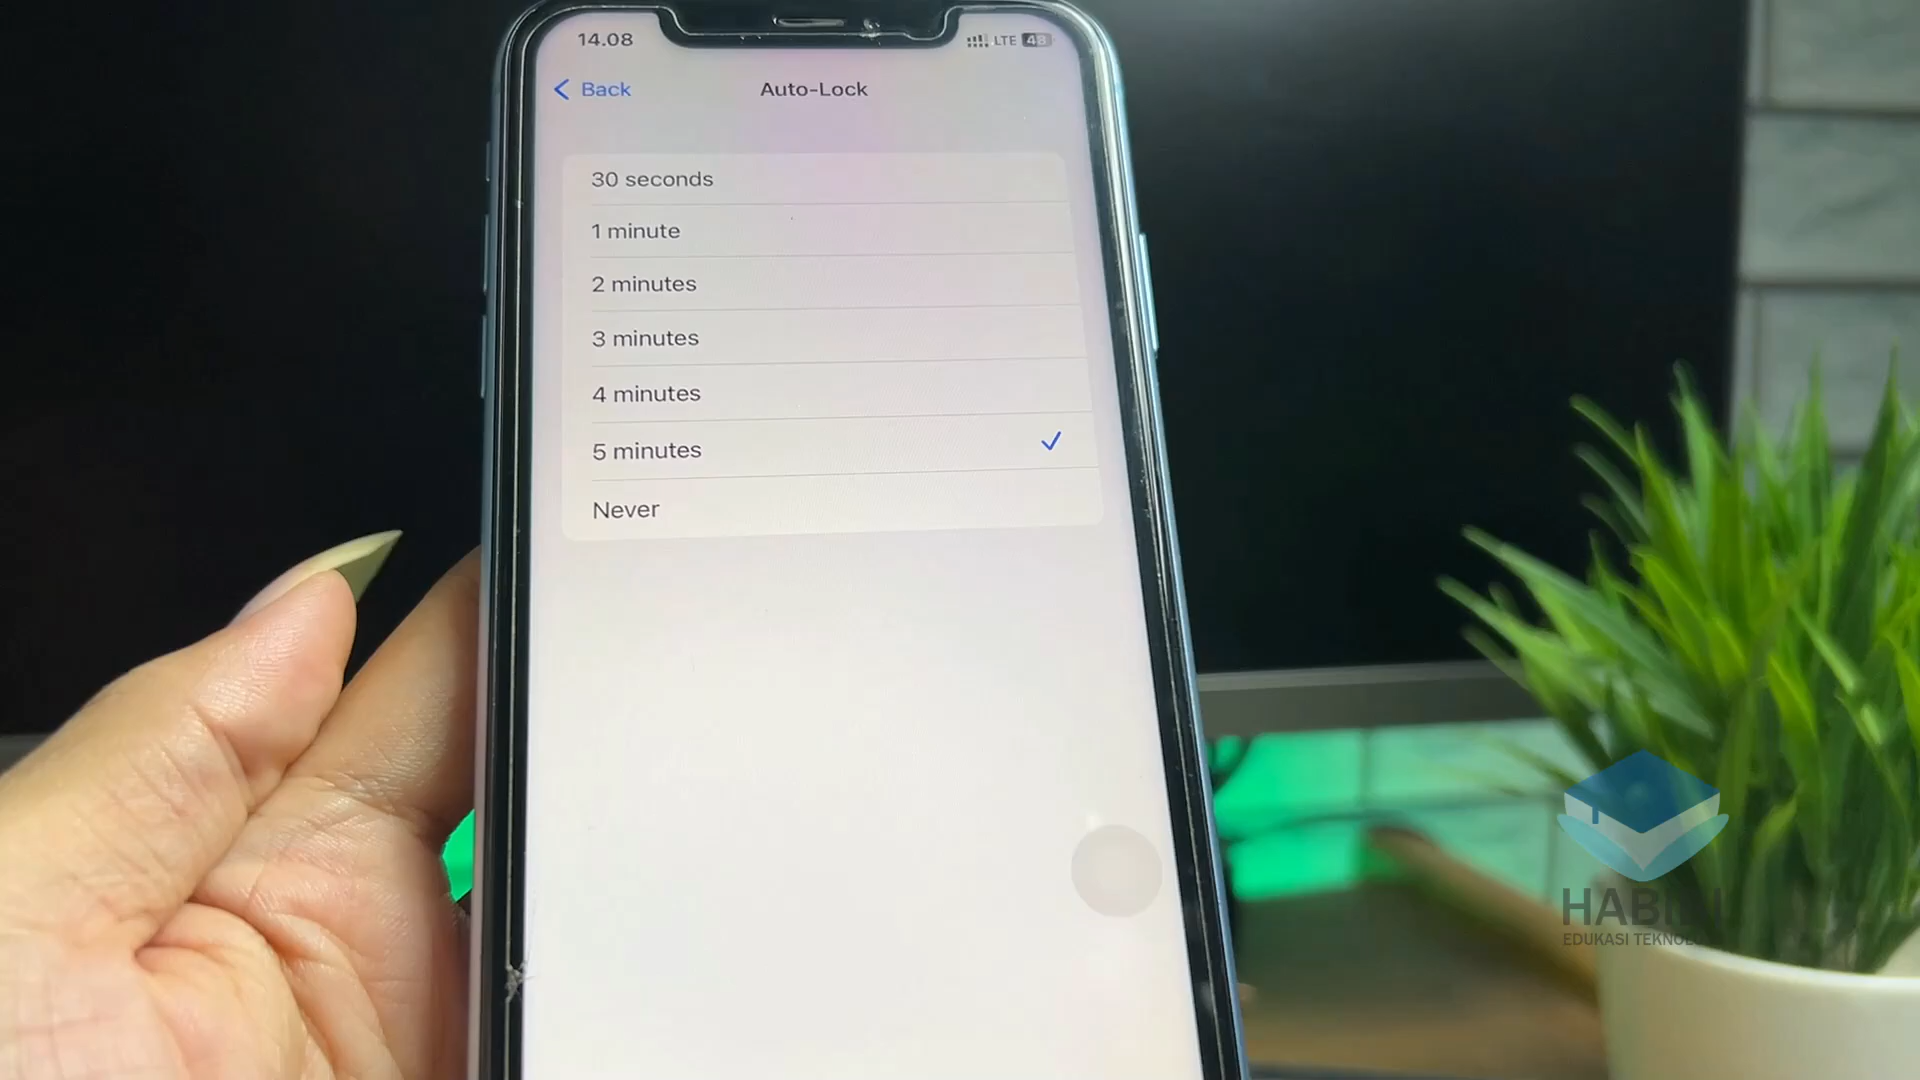 14.08
LTE 48
Back
Auto-Lock
30 seconds
1 minute
2 minutes
3 minutes
4 minutes
5 minutes
Never
EDUKASI